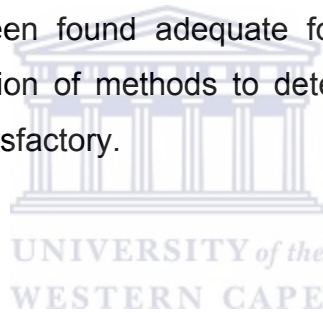 een found adequate fo
ion of methods to dete
sfactory.
UNIVERSITY of the
WESTERN CAPE